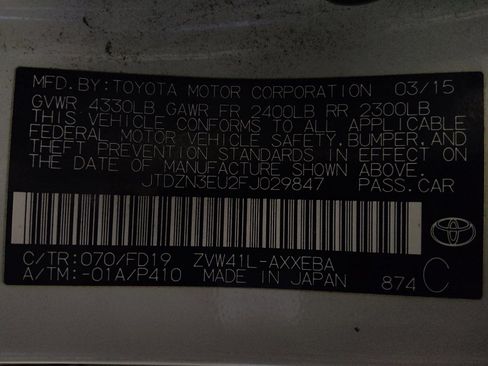 MFD. BY: TOYOTA MOTOR CORPORATION 03/15
GVWR 4330LB GAWR FR 2400LB RR 2300LB
THIS VEHICLE CONFORMS TO ALL APPLICABLE
FEDERAL MOTOR VEHICLE SAFETY, BUMPER, AND
THEFT PREVENTION STANDARDS IN EFFECT ON
THE DATE OF MANUFACTURE SHOWN ABOVE.
JTDZN3EU2FJ029847 PASS. CAR
C/TR: 070/FD19 ZVW41L-AXXEBA
A/TM: -01A/P410 MADE IN JAPAN 874 C
TOYOTA